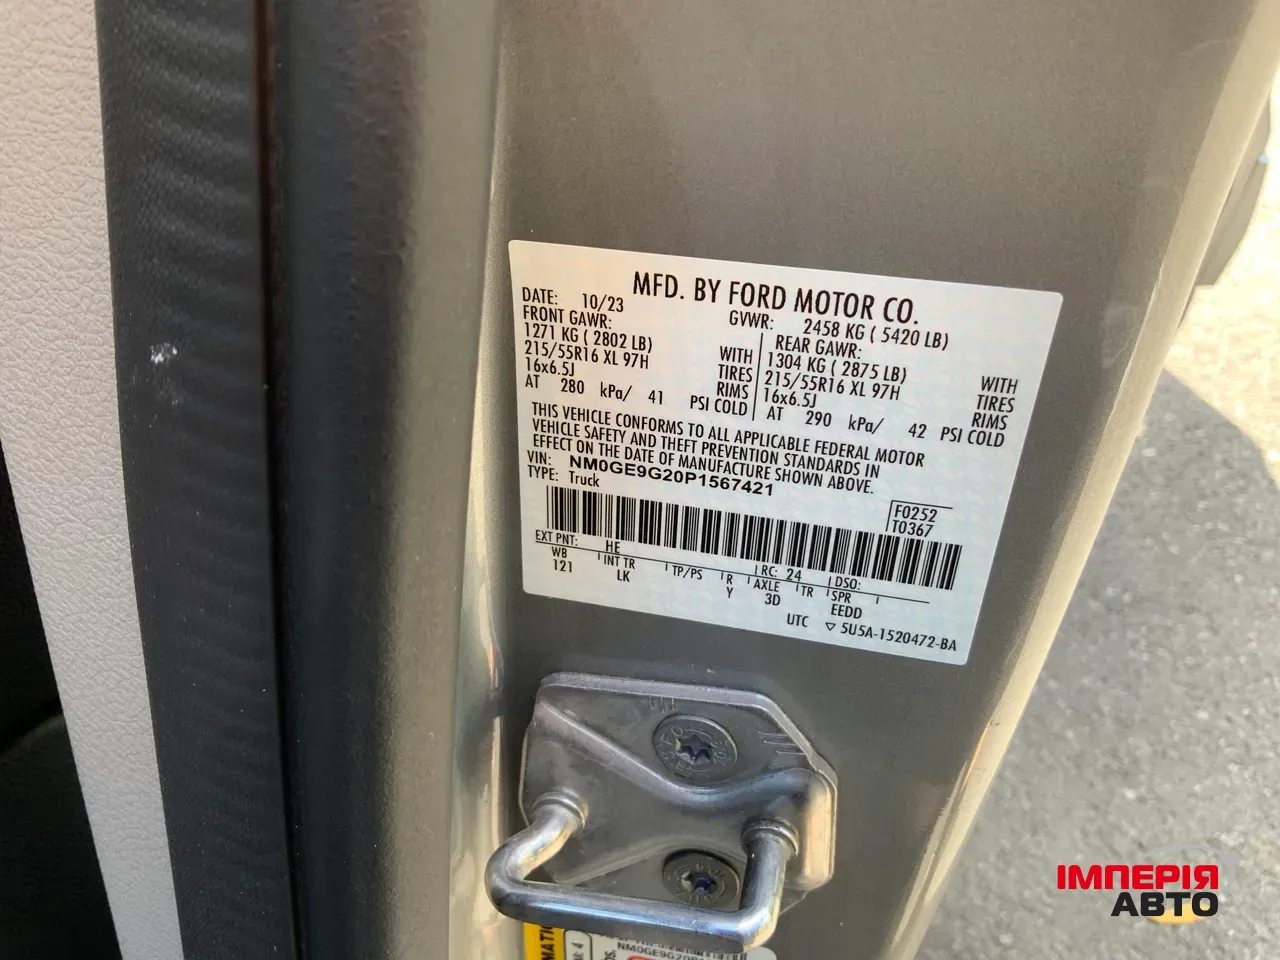 MFD. BY FORD MOTOR CO.
DATE: 10/23
GVWR: 2458 KG ( 5420 LB)
FRONT GAWR:
1271 KG ( 2802 LB) WITH
215/55R16 XL 97H TIRES
16x6.5J RIMS
AT 280 kPa/ 41 PSI COLD
REAR GAWR:
1304 KG ( 2875 LB) WITH
215/55R16 XL 97H TIRES
16x6.5J RIMS
AT 290 kPa/ 42 PSI COLD
THIS VEHICLE CONFORMS TO ALL APPLICABLE FEDERAL MOTOR
VEHICLE SAFETY AND THEFT PREVENTION STANDARDS IN
EFFECT ON THE DATE OF MANUFACTURE SHOWN ABOVE.
VIN: NM0GE9G20P1567421
TYPE: Truck
F0252
T0367
EXT PNT: HE RC: 24 DSO:
WB INT TR TP/PS R AXLE TR SPR
121 LK Y 3D EEDD
UTC ▽ 5U5A-1520472-BA
ІМПЕРІЯ
АВТО